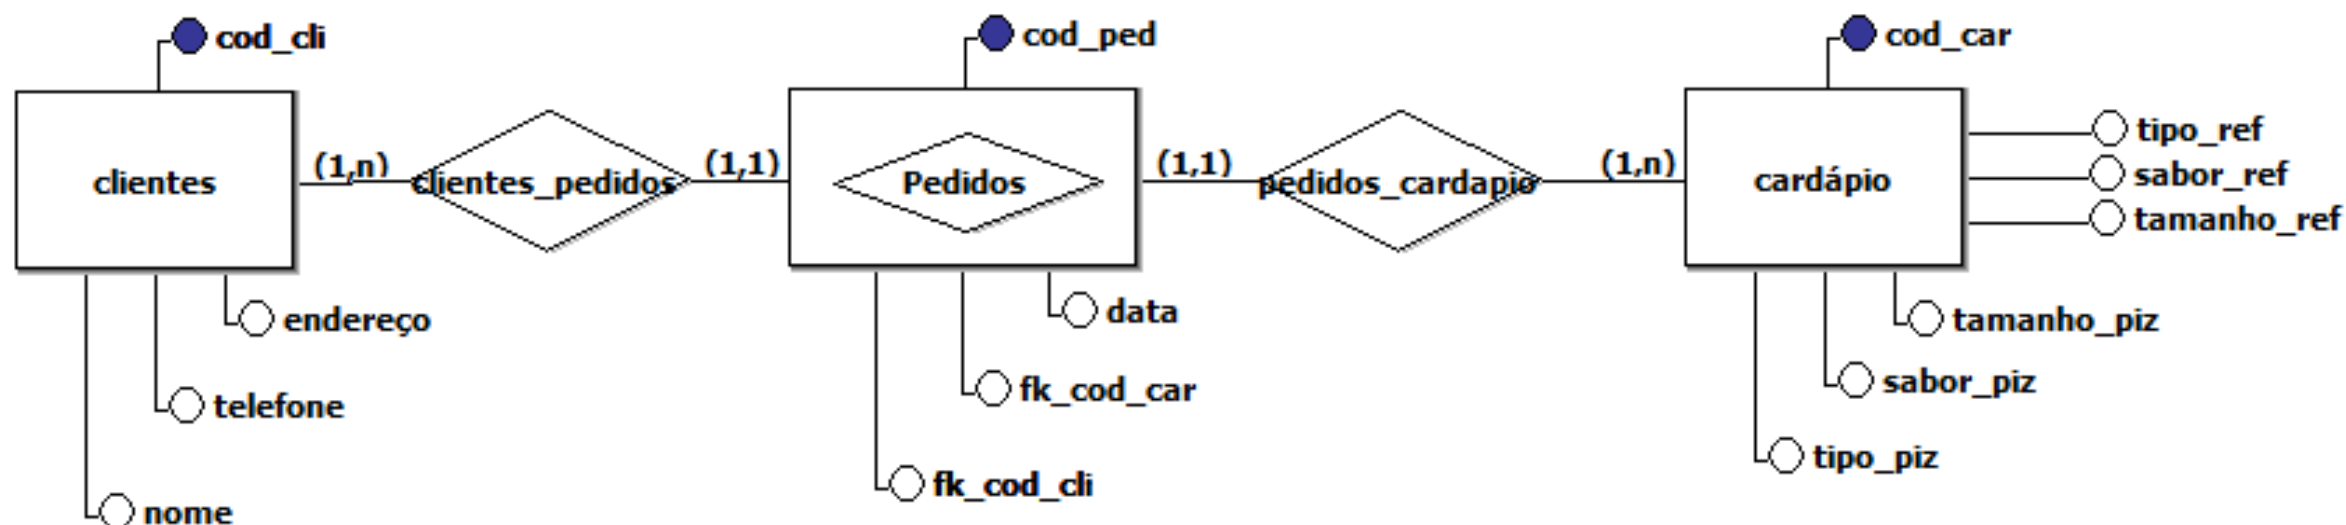 cod_cli
clientes
(1,n)
clientes_pedidos
(1,1)
endereço
telefone
nome
cod_ped
Pedidos
(1,1)
pedidos_cardapio
(1,n)
data
fk_cod_car
fk_cod_cli
cod_car
cardápio
tipo_ref
sabor_ref
tamanho_ref
tamanho_piz
sabor_piz
tipo_piz